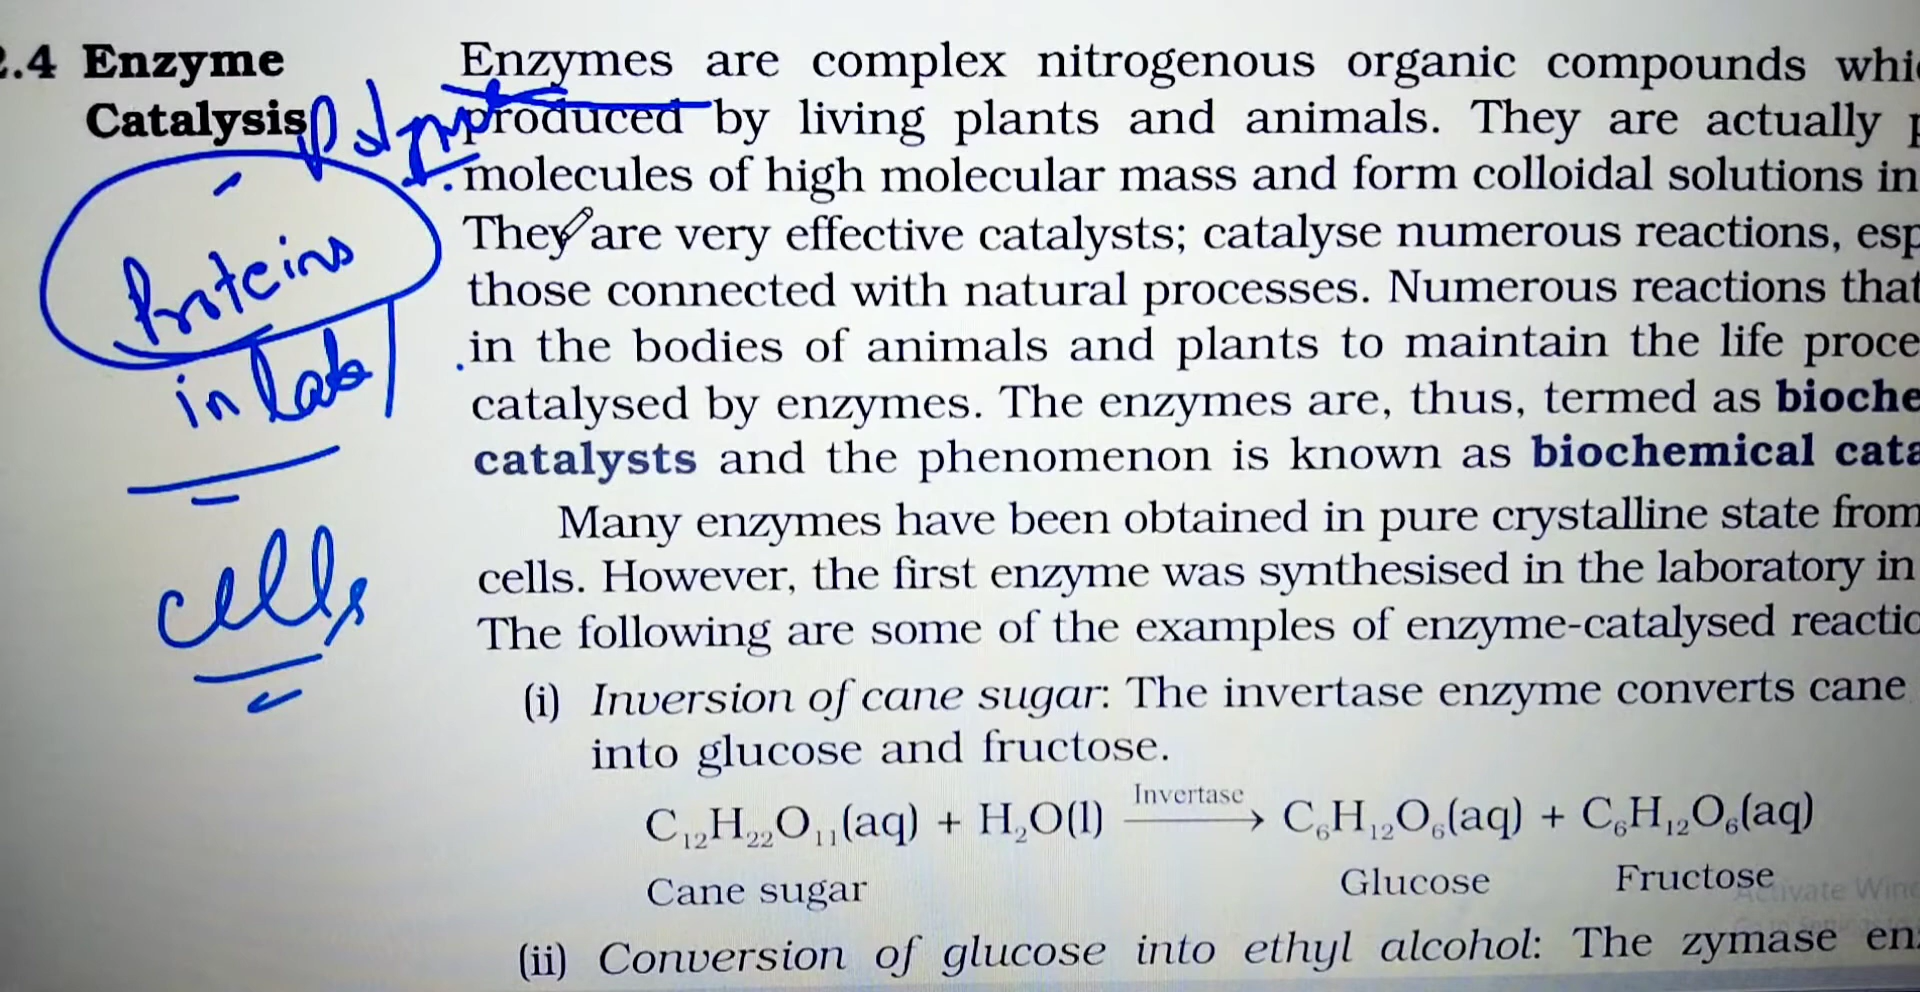 2.4 Enzyme
Catalysis
Enzymes are complex nitrogenous organic compounds whi
produced by living plants and animals. They are actually p
molecules of high molecular mass and form colloidal solutions in
They are very effective catalysts; catalyse numerous reactions, esp
those connected with natural processes. Numerous reactions that
in the bodies of animals and plants to maintain the life proce
catalysed by enzymes. The enzymes are, thus, termed as bioche
catalysts and the phenomenon is known as biochemical cata
Many enzymes have been obtained in pure crystalline state from
cells. However, the first enzyme was synthesised in the laboratory in
The following are some of the examples of enzyme-catalysed reactio
(i) Inversion of cane sugar: The invertase enzyme converts cane
into glucose and fructose.
Invertase
C₁₂H₂₂O₁₁(aq) + H₂O(l) → C₆H₁₂O₆(aq) + C₆H₁₂O₆(aq)
Cane sugar Glucose Fructose
(ii) Conversion of glucose into ethyl alcohol: The zymase en
Proteins
in lab
cells
Activate Wind